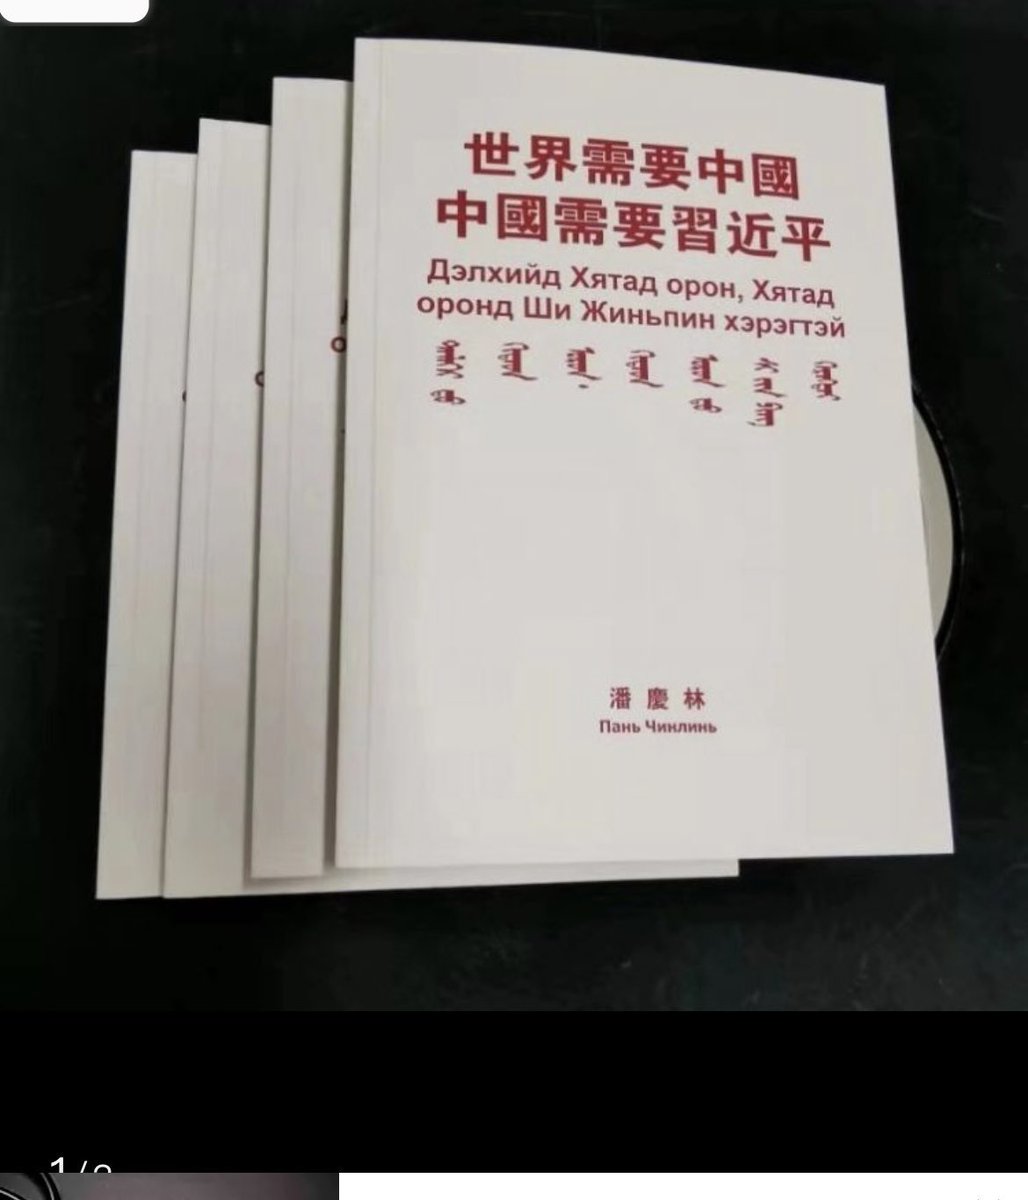 世界需要中國
中國需要習近平
Дэлхийд Хятад орон, Хятад
оронд Ши Жиньпин хэрэгтэй
潘慶林
Пань Чинлинь